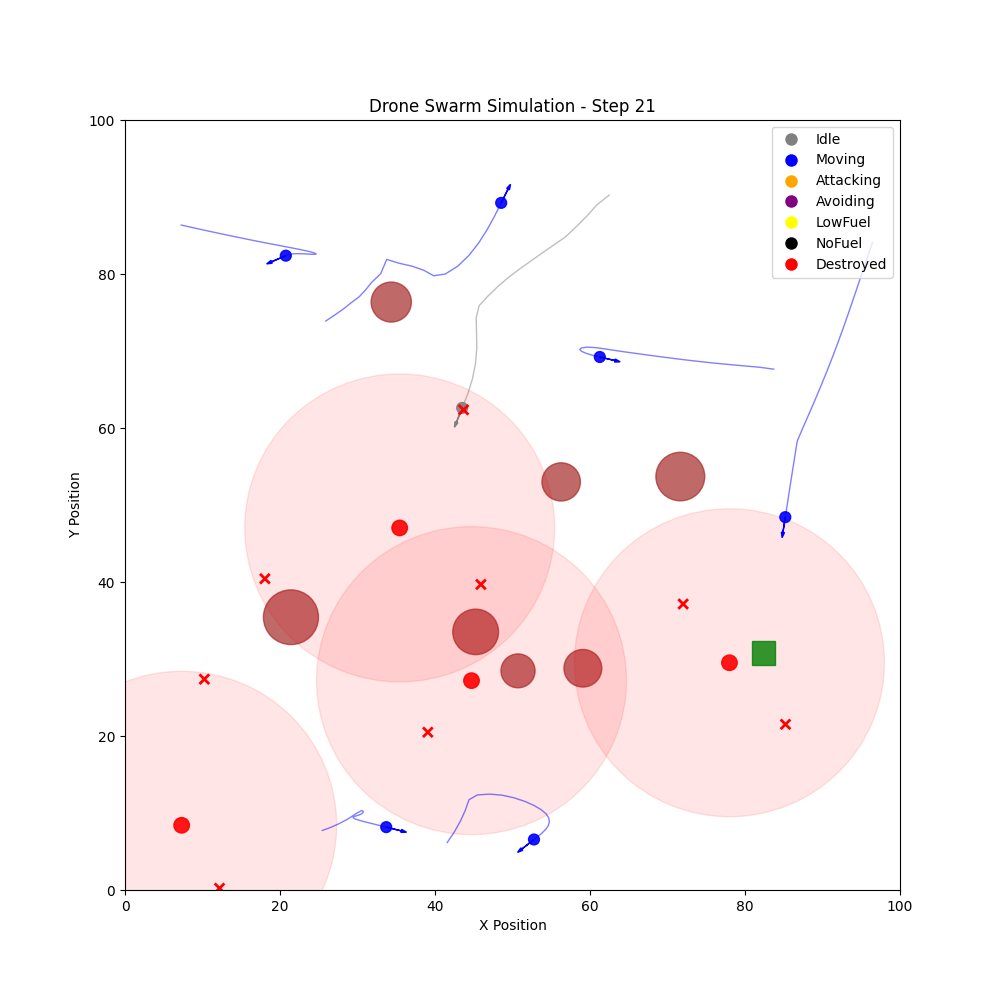 Drone Swarm Simulation - Step 21
100
80
60
40
20
0
Y Position
Idle
Moving
Attacking
Avoiding
LowFuel
NoFuel
Destroyed
0 20 40 60 80 100
X Position